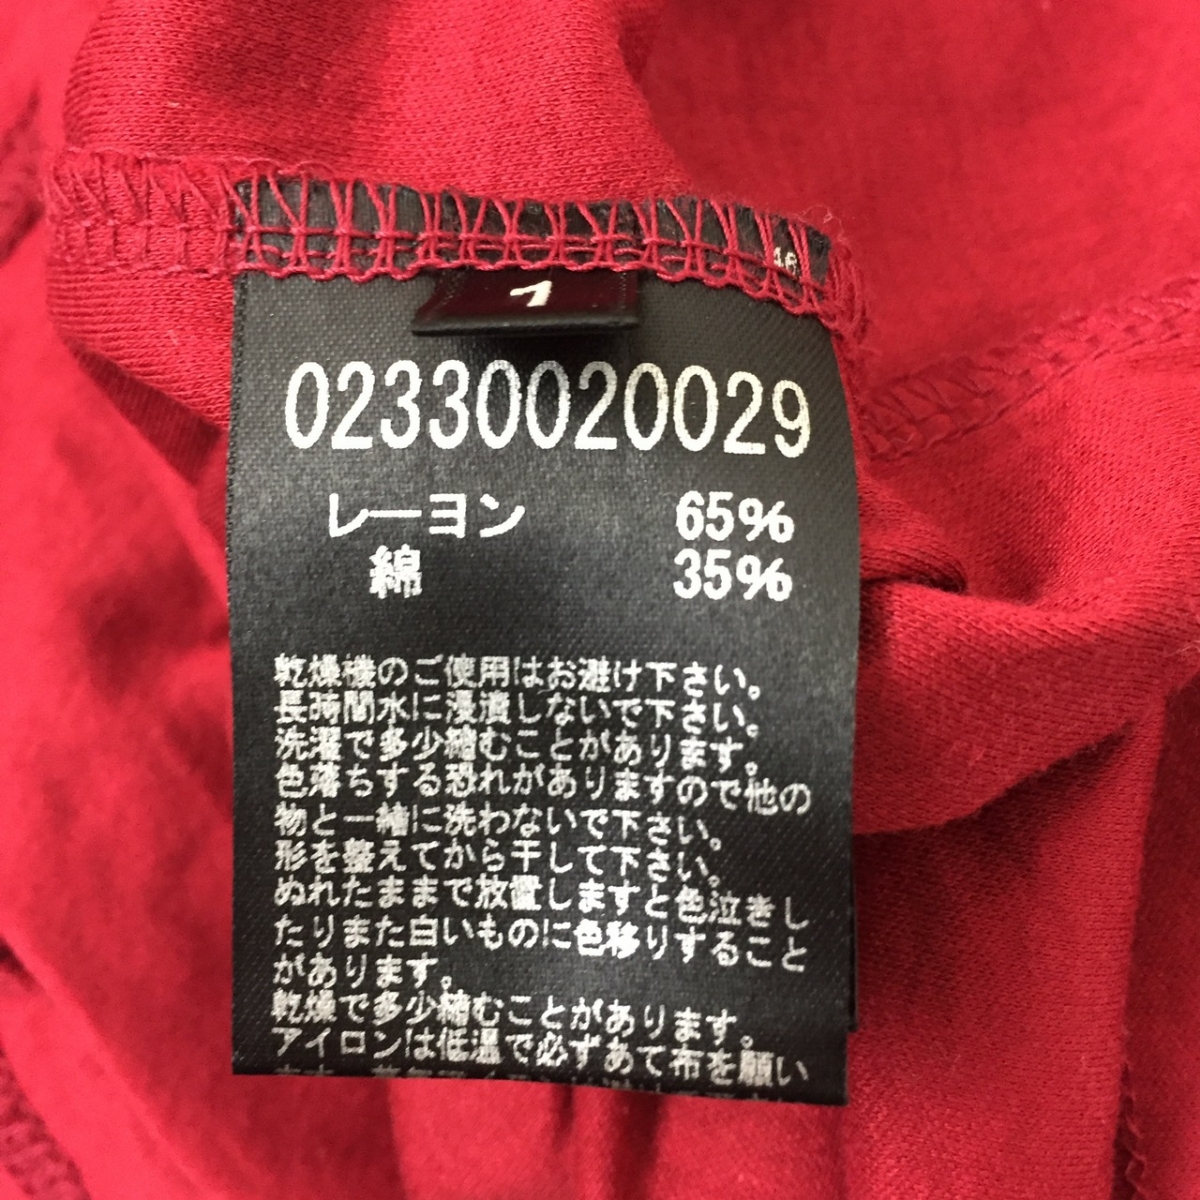 46
1
02330020029
レーヨン 65%
綿 35%
乾燥機のご使用はお避け下さい。
長時間水に浸漬しないで下さい。
洗濯で多少縮むことがあります。
色落ちする恐れがありますので他の
物と一緒に洗わないで下さい。
形を整えてから干して下さい。
ぬれたままで放置しますと色泣きし
たりまた白いものに色移りすること
があります。
乾燥で多少縮むことがあります。
アイロンは低温で必ずあて布を願い